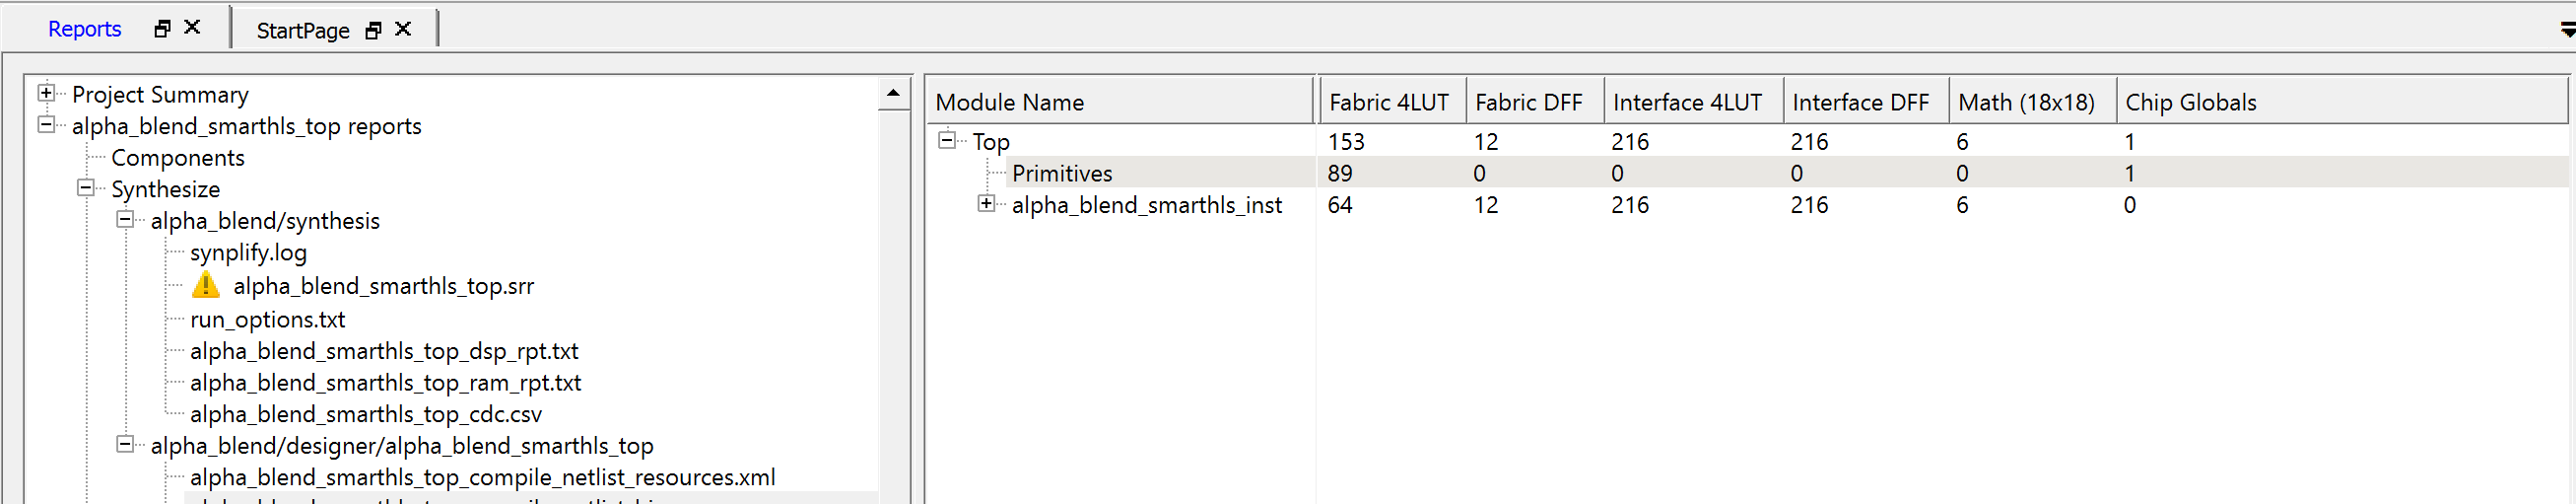 Reports StartPage
Project Summary
alpha_blend_smarthls_top reports
Components
Synthesize
alpha_blend/synthesis
synplify.log
alpha_blend_smarthls_top.srr
run_options.txt
alpha_blend_smarthls_top_dsp_rpt.txt
alpha_blend_smarthls_top_ram_rpt.txt
alpha_blend_smarthls_top_cdc.csv
alpha_blend/designer/alpha_blend_smarthls_top
alpha_blend_smarthls_top_compile_netlist_resources.xml
Module Name Fabric 4LUT Fabric DFF Interface 4LUT Interface DFF Math (18x18) Chip Globals
Top 153 12 216 216 6 1
Primitives 89 0 0 0 0 1
alpha_blend_smarthls_inst 64 12 216 216 6 0